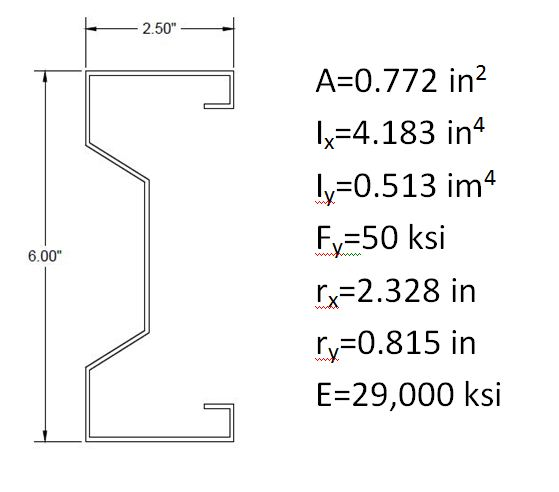 2.50"
6.00"
A=0.772 in²
Iₓ=4.183 in⁴
Iᵧ=0.513 im⁴
Fᵧ=50 ksi
rₓ=2.328 in
rᵧ=0.815 in
E=29,000 ksi